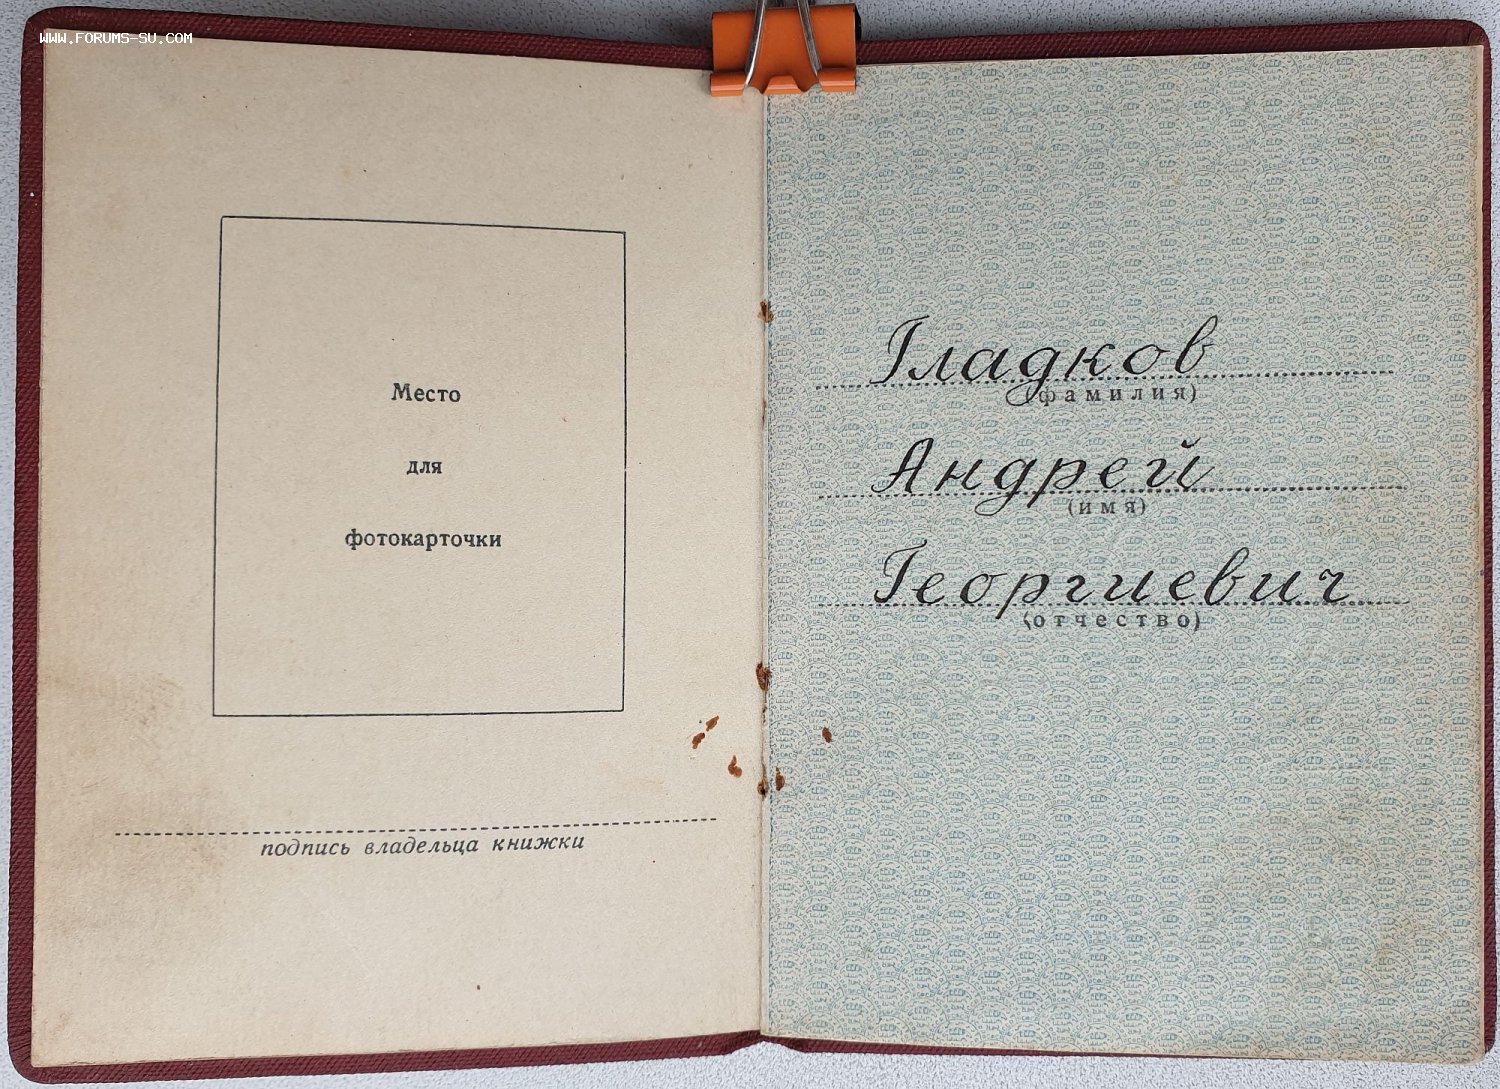 WWW.FORUMS-SU.COM
Место
для
фотокарточки
подпись владельца книжки
Гладков
(фамилия)
Андрей
(имя)
Георгиевич
(отчество)